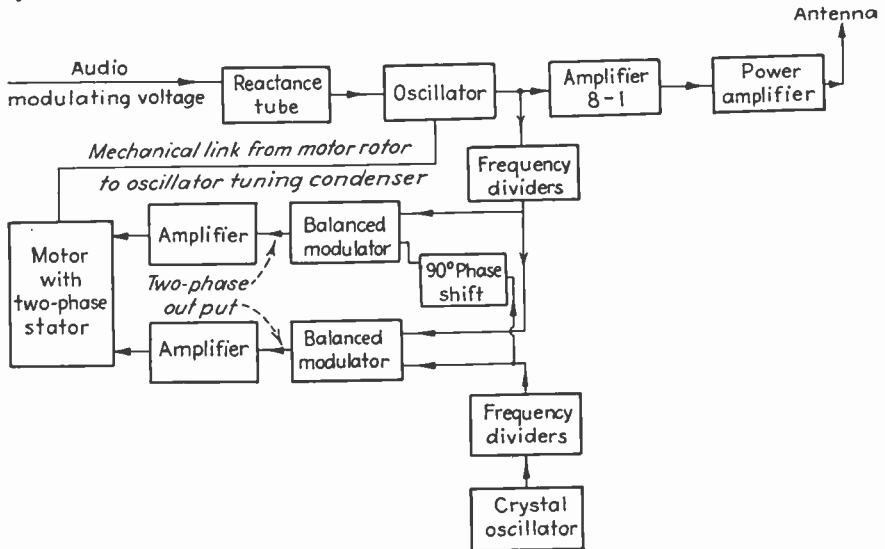 Antenna
Audio
modulating voltage
Reactance
tube
Oscillator
Amplifier
8-1
Power
amplifier
Mechanical link from motor rotor
to oscillator tuning condenser
Frequency
dividers
Motor
with
two-phase
stator
Amplifier
Balanced
modulator
90° Phase
shift
Two-phase
out put
Amplifier
Balanced
modulator
Frequency
dividers
Crystal
oscillator